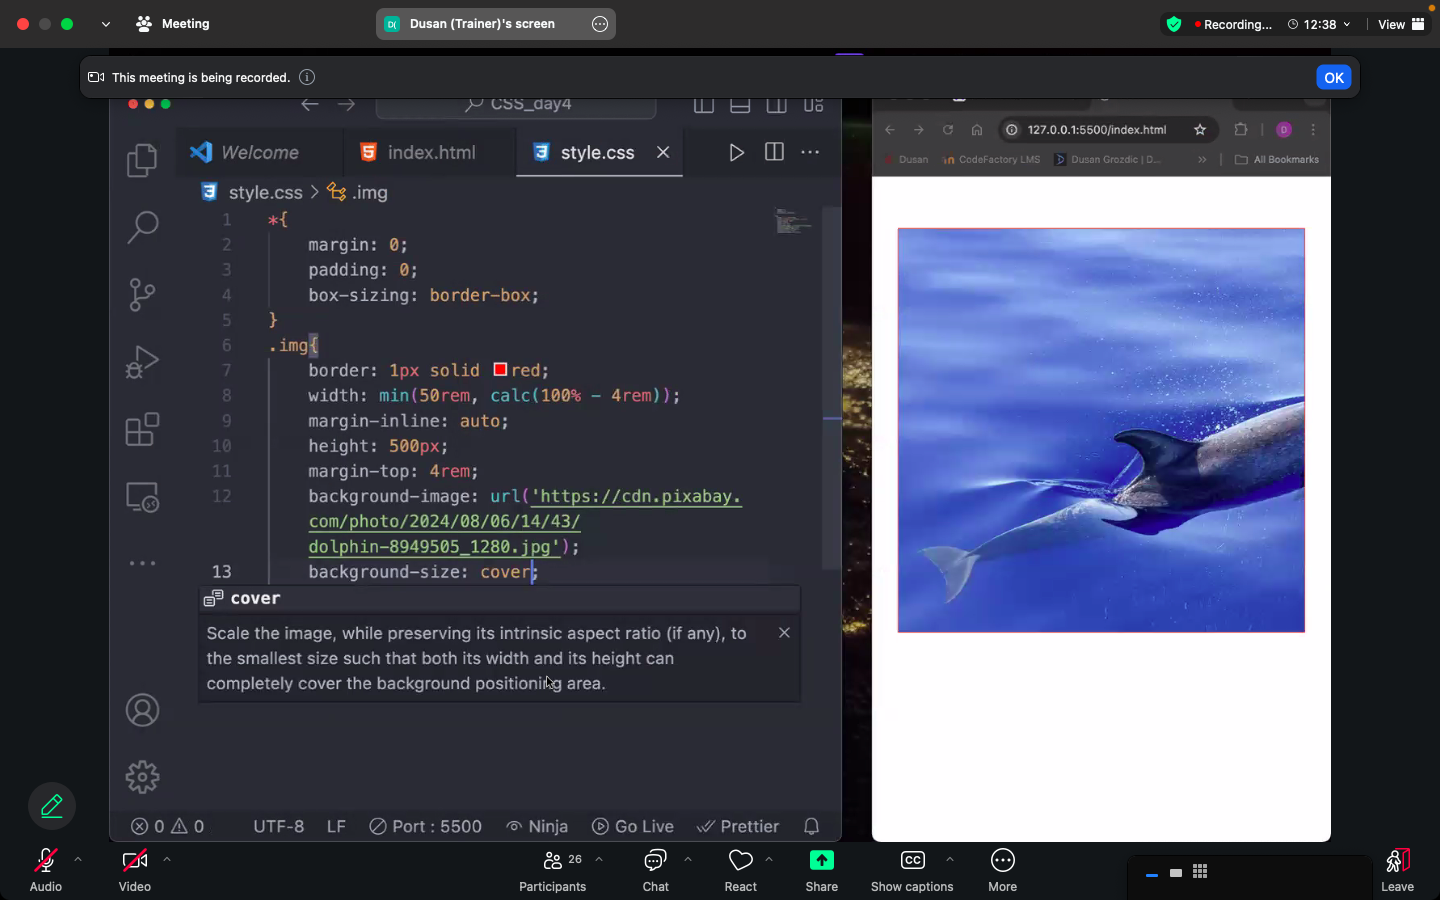 Meeting
D( Dusan (Trainer)'s screen
Recording...
12:38
View
This meeting is being recorded.
OK
CSS_day4
Welcome
index.html
style.css
style.css > .img
1 *{
2 margin: 0;
3 padding: 0;
4 box-sizing: border-box;
5 }
6 .img{
7 border: 1px solid red;
8 width: min(50rem, calc(100% - 4rem));
9 margin-inline: auto;
10 height: 500px;
11 margin-top: 4rem;
12 background-image: url('https://cdn.pixabay.
com/photo/2024/08/06/14/43/
dolphin-8949505_1280.jpg');
13 background-size: cover;
cover
Scale the image, while preserving its intrinsic aspect ratio (if any), to
the smallest size such that both its width and its height can
completely cover the background positioning area.
0 0 UTF-8 LF Port : 5500 Ninja Go Live Prettier
127.0.0.1:5500/index.html
D
Dusan CodeFactory LMS Dusan Grozdic | D... » All Bookmarks
Audio
Video
26
Participants
Chat
React
Share
CC
Show captions
More
Leave